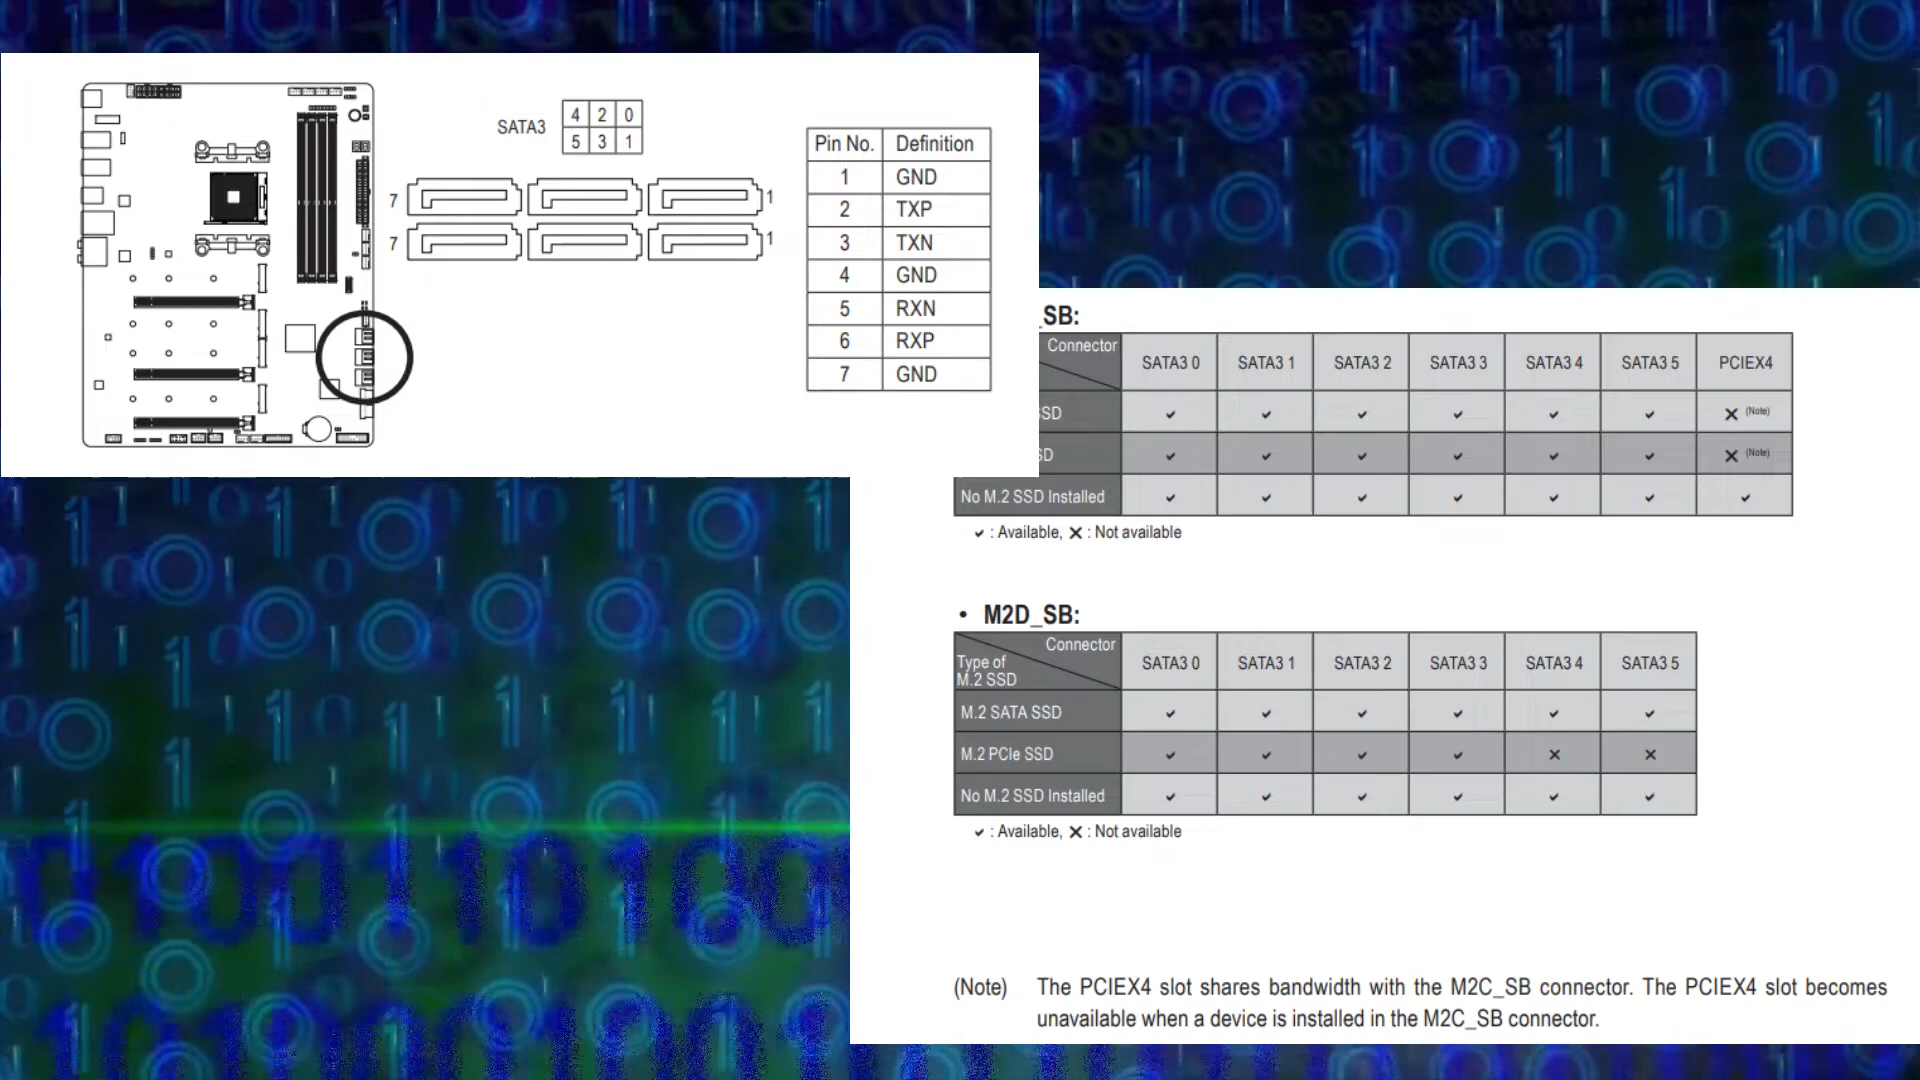 SATA3
4 2 0
5 3 1
7 1
7 1
Pin No. Definition
1 GND
2 TXP
3 TXN
4 GND
5 RXN
6 RXP
7 GND
_SB:
Connector SATA3 0 SATA3 1 SATA3 2 SATA3 3 SATA3 4 SATA3 5 PCIEX4
SSD ✔ ✔ ✔ ✔ ✔ ✔ ✕ (Note)
SD ✔ ✔ ✔ ✔ ✔ ✔ ✕ (Note)
No M.2 SSD Installed ✔ ✔ ✔ ✔ ✔ ✔ ✔
✔ : Available, ✕ : Not available
• M2D_SB:
Connector
Type of
M.2 SSD
SATA3 0 SATA3 1 SATA3 2 SATA3 3 SATA3 4 SATA3 5
M.2 SATA SSD ✔ ✔ ✔ ✔ ✔ ✔
M.2 PCIe SSD ✔ ✔ ✔ ✔ ✕ ✕
No M.2 SSD Installed ✔ ✔ ✔ ✔ ✔ ✔
✔ : Available, ✕ : Not available
(Note) The PCIEX4 slot shares bandwidth with the M2C_SB connector. The PCIEX4 slot becomes
unavailable when a device is installed in the M2C_SB connector.